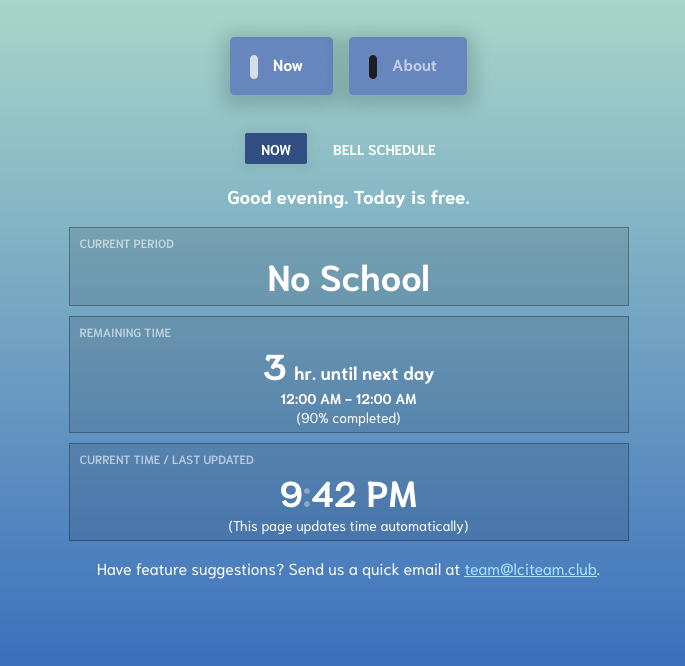 Now About
NOW BELL SCHEDULE
Good evening. Today is free.
CURRENT PERIOD
No School
REMAINING TIME
3 hr. until next day
12:00 AM - 12:00 AM
(90% completed)
CURRENT TIME / LAST UPDATED
9:42 PM
(This page updates time automatically)
Have feature suggestions? Send us a quick email at team@lciteam.club.